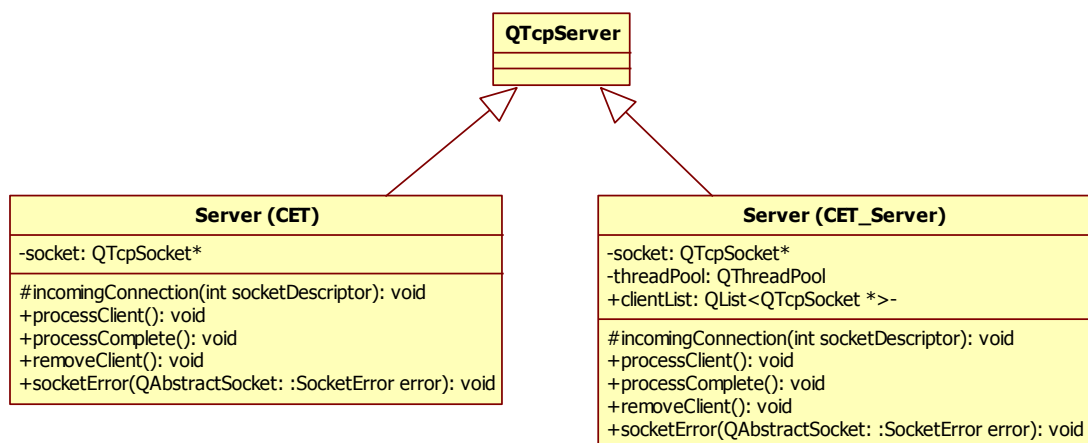 QTcpServer
Server (CET)
-socket: QTcpSocket*
#incomingConnection(int socketDescriptor): void
+processClient(): void
+processComplete(): void
+removeClient(): void
+socketError(QAbstractSocket: :SocketError error): void
Server (CET_Server)
-socket: QTcpSocket*
-threadPool: QThreadPool
+clientList: QList<QTcpSocket *>-
#incomingConnection(int socketDescriptor): void
+processClient(): void
+processComplete(): void
+removeClient(): void
+socketError(QAbstractSocket: :SocketError error): void